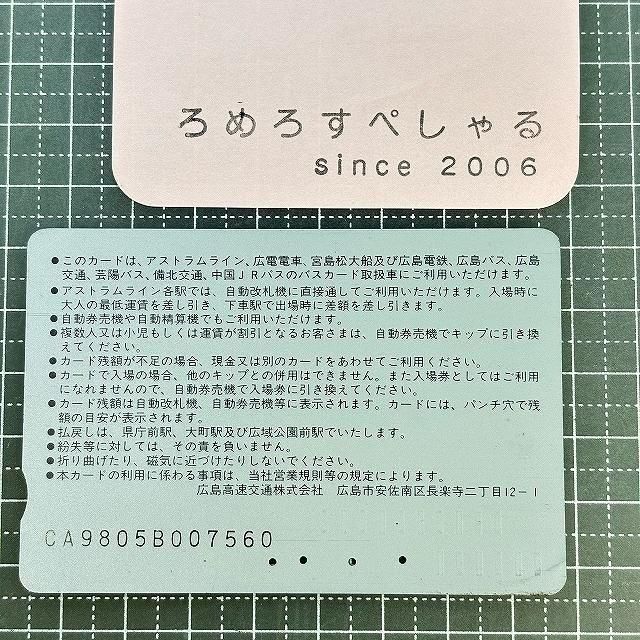 ろめろすぺしゃる
since 2006
●このカードは、アストラムライン、広電電車、宮島松大船及び広島電鉄、広島バス、広島
交通、芸陽バス、備北交通、中国ＪＲバスのバスカード取扱車にご利用いただけます。
●アストラムライン各駅では、自動改札機に直接通してご利用いただけます。入場時に
大人の最低運賃を差し引き、下車駅で出場時に差額を差し引きます。
●自動券売機や自動精算機でもご利用いただけます。
●複数人又は小児もしくは運賃が割引となるお客さまは、自動券売機でキップに引き換
えてください。
●カード残額が不足の場合、現金又は別のカードをあわせてご利用ください。
●カードで入場の場合、他のキップとの併用はできません。また入場券としてはご利用
になれませんので、自動券売機で入場券に引き換えてください。
●カード残額は自動改札機、自動券売機等に表示されます。カードには、パンチ穴で残
額の目安が表示されます。
●払戻しは、県庁前駅、大町駅及び広域公園前駅でいたします。
●紛失等に対しては、その責を負いません。
●折り曲げたり、磁気に近づけたりしないでください。
●本カードの利用に係わる事項は、当社営業規則等の規定によります。
広島高速交通株式会社　広島市安佐南区長楽寺二丁目12－1
CA9805B007560